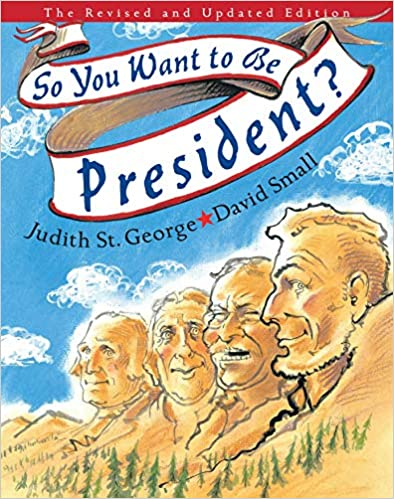 The Revised and Updated Edition
So You Want to Be
President?
Judith St. George★David Small